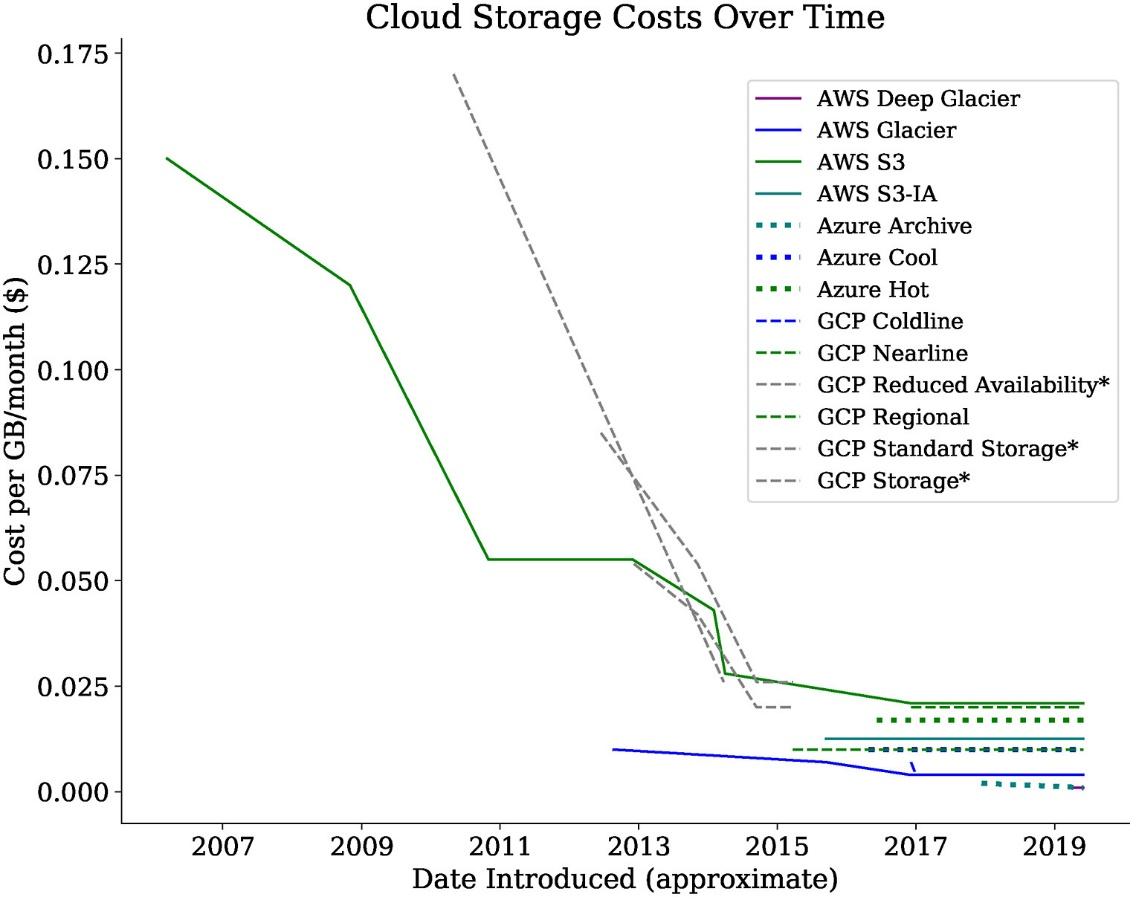 Cloud Storage Costs Over Time
Cost per GB/month ($)
0.175
0.150
0.125
0.100
0.075
0.050
0.025
0.000
AWS Deep Glacier
AWS Glacier
AWS S3
AWS S3-IA
Azure Archive
Azure Cool
Azure Hot
GCP Coldline
GCP Nearline
GCP Reduced Availability*
GCP Regional
GCP Standard Storage*
GCP Storage*
2007 2009 2011 2013 2015 2017 2019
Date Introduced (approximate)